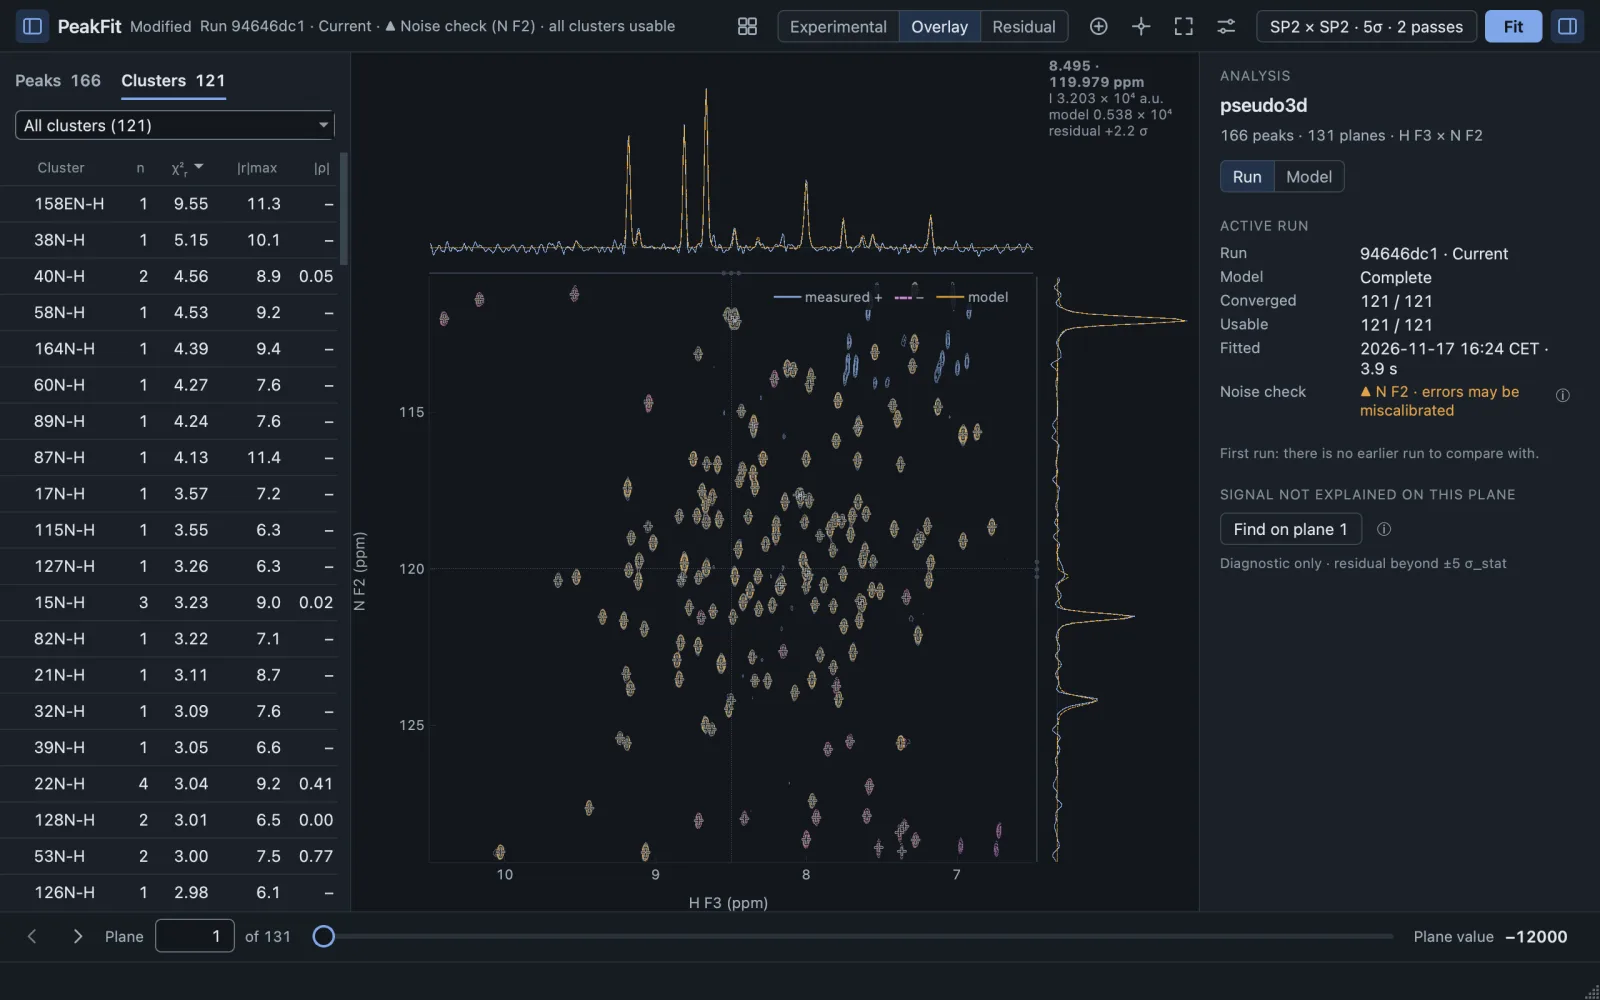 PeakFit Modified Run 94646dc1 · Current · ▲ Noise check (N F2) · all clusters usable
Experimental Overlay Residual
SP2 × SP2 · 5σ · 2 passes
Fit
Peaks 166 Clusters 121
All clusters (121)
Cluster n χ²r |r|max |ρ|
158EN-H 1 9.55 11.3 –
38N-H 1 5.15 10.1 –
40N-H 2 4.56 8.9 0.05
58N-H 1 4.53 9.2 –
164N-H 1 4.39 9.4 –
60N-H 1 4.27 7.6 –
89N-H 1 4.24 7.6 –
87N-H 1 4.13 11.4 –
17N-H 1 3.57 7.2 –
115N-H 1 3.55 6.3 –
127N-H 1 3.26 6.3 –
15N-H 3 3.23 9.0 0.02
82N-H 1 3.22 7.1 –
21N-H 1 3.11 8.7 –
32N-H 1 3.09 7.6 –
39N-H 1 3.05 6.6 –
22N-H 4 3.04 9.2 0.41
128N-H 2 3.01 6.5 0.00
53N-H 2 3.00 7.5 0.77
126N-H 1 2.98 6.1 –
8.495 ·
119.979 ppm
I 3.203 × 10⁴ a.u.
model 0.538 × 10⁴
residual +2.2 σ
measured + – model
115
120
125
N F2 (ppm)
10 9 8 7
H F3 (ppm)
ANALYSIS
pseudo3d
166 peaks · 131 planes · H F3 × N F2
Run Model
ACTIVE RUN
Run 94646dc1 · Current
Model Complete
Converged 121 / 121
Usable 121 / 121
Fitted 2026-11-17 16:24 CET ·
3.9 s
Noise check ▲ N F2 · errors may be
miscalibrated
First run: there is no earlier run to compare with.
SIGNAL NOT EXPLAINED ON THIS PLANE
Find on plane 1
Diagnostic only · residual beyond ±5 σ_stat
Plane 1 of 131
Plane value −12000